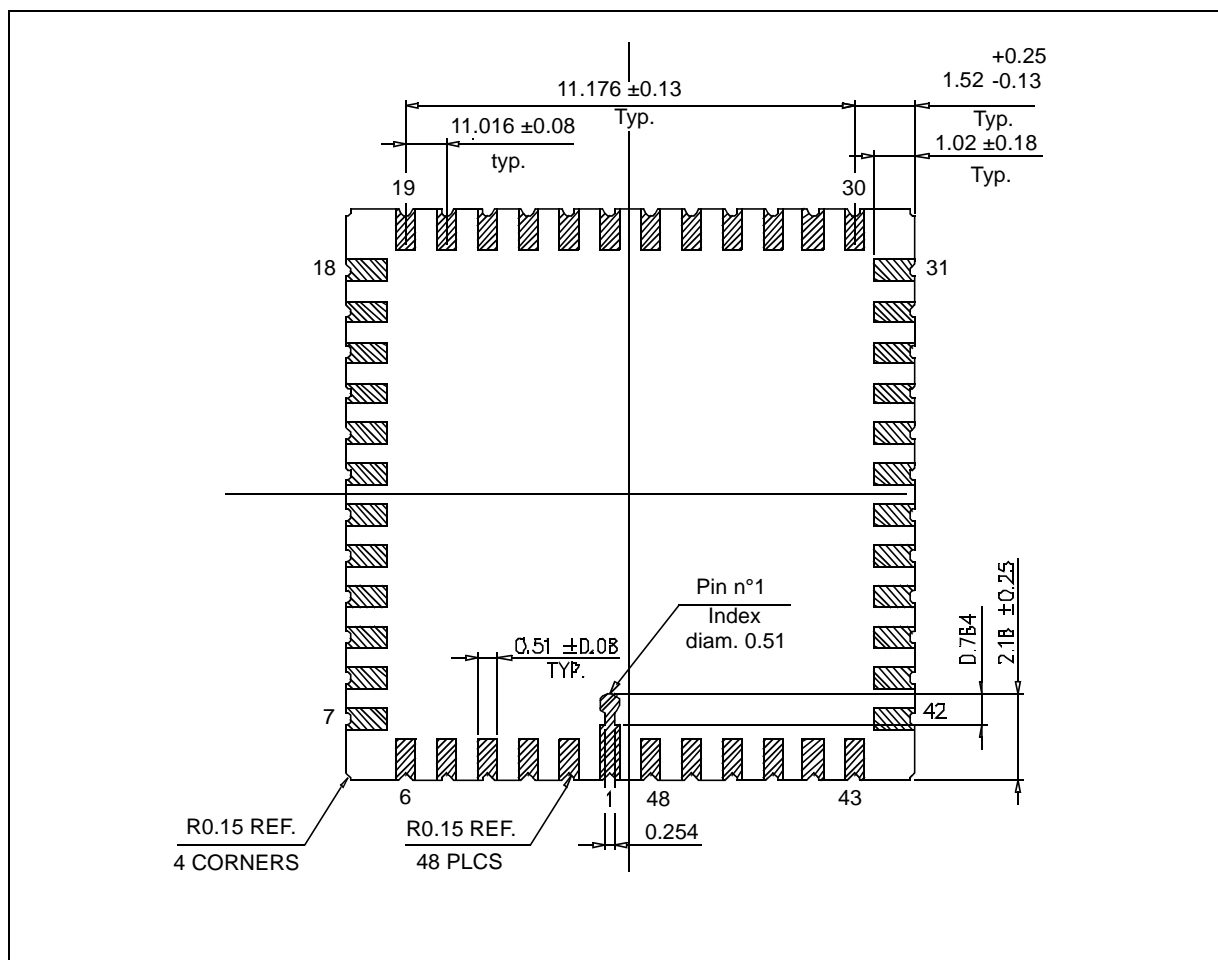 +0.25
11.176 ±0.13
1.52 -0.13
Typ.
Typ.
11.016 ±0.08
1.02 ±0.18
typ.
Typ.
19
30
18
31
Pin n°1
Index
diam. 0.51
0.51 ±0.08
TYP.
0.764
2.18 ±0.25
7
42
6
1
48
43
R0.15 REF.
4 CORNERS
R0.15 REF.
48 PLCS
0.254